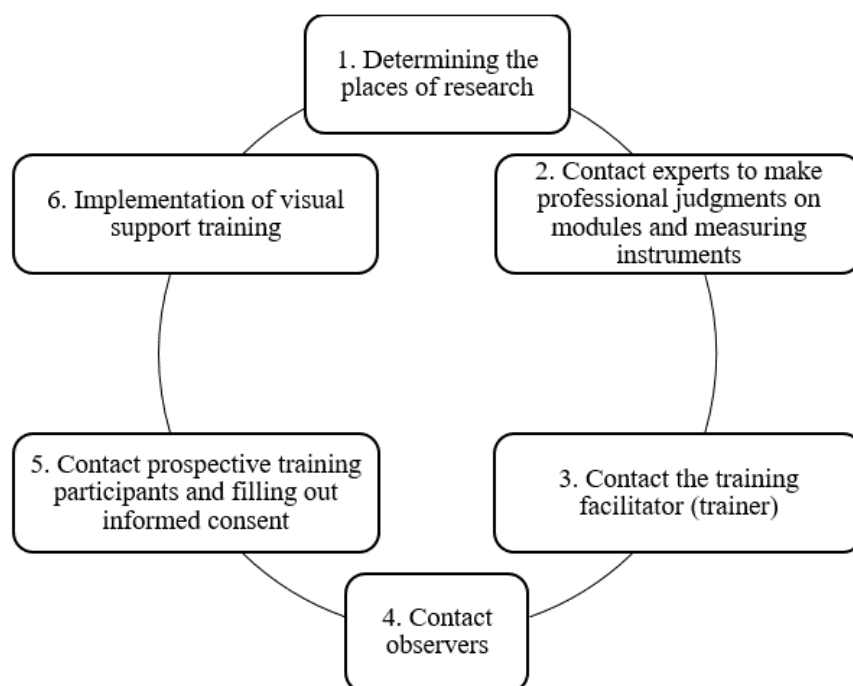 1. Determining the
places of research
2. Contact experts to make
professional judgments on
modules and measuring
instruments
3. Contact the training
facilitator (trainer)
4. Contact
observers
5. Contact prospective training
participants and filling out
informed consent
6. Implementation of visual
support training